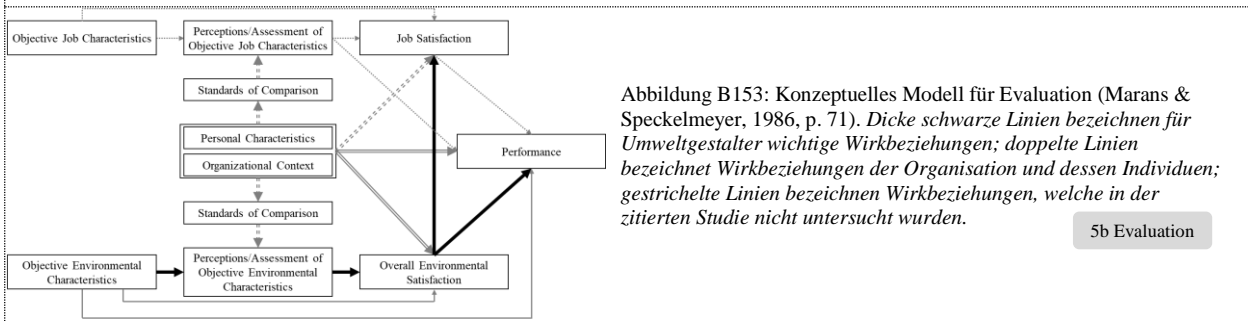 Objective Job Characteristics
Perceptions/Assessment of
Objective Job Characteristics
Job Satisfaction
Standards of Comparison
Personal Characteristics
Organizational Context
Performance
Standards of Comparison
Objective Environmental
Characteristics
Perceptions/Assessment of
Objective Environmental
Characteristics
Overall Environmental
Satisfaction
Abbildung B153: Konzeptuelles Modell für Evaluation (Marans &
Speckelmeyer, 1986, p. 71). Dicke schwarze Linien bezeichnen für
Umweltgestalter wichtige Wirkbeziehungen; doppelte Linien
bezeichnet Wirkbeziehungen der Organisation und dessen Individuen;
gestrichelte Linien bezeichnen Wirkbeziehungen, welche in der
zitierten Studie nicht untersucht wurden.
5b Evaluation